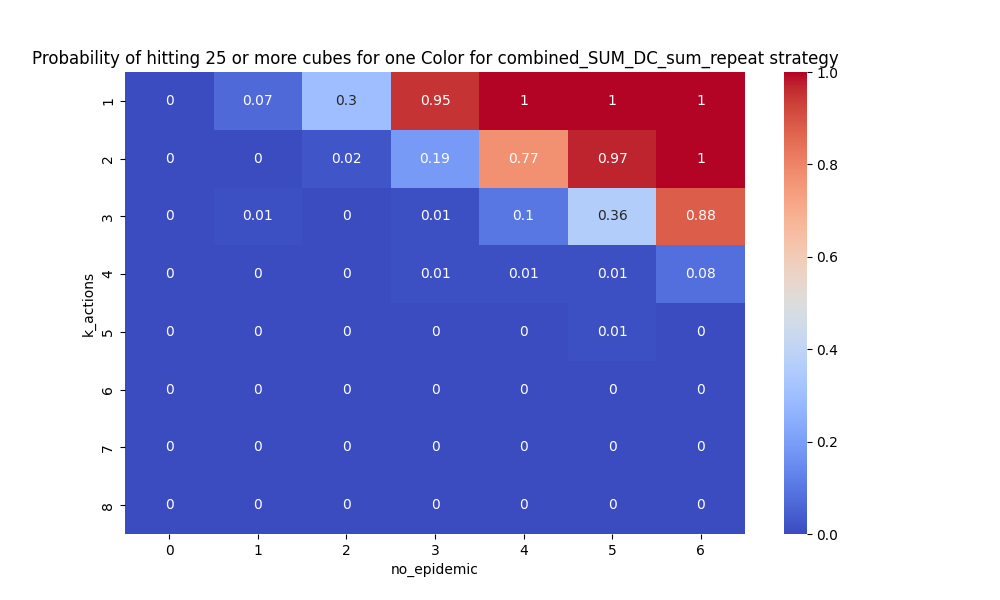 Probability of hitting 25 or more cubes for one Color for combined_SUM_DC_sum_repeat strategy
k_actions
1 0 0.07 0.3 0.95 1 1 1
2 0 0 0.02 0.19 0.77 0.97 1
3 0 0.01 0 0.01 0.1 0.36 0.88
4 0 0 0 0.01 0.01 0.01 0.08
5 0 0 0 0 0 0.01 0
6 0 0 0 0 0 0 0
7 0 0 0 0 0 0 0
8 0 0 0 0 0 0 0
0 1 2 3 4 5 6
no_epidemic
1.0
0.8
0.6
0.4
0.2
0.0